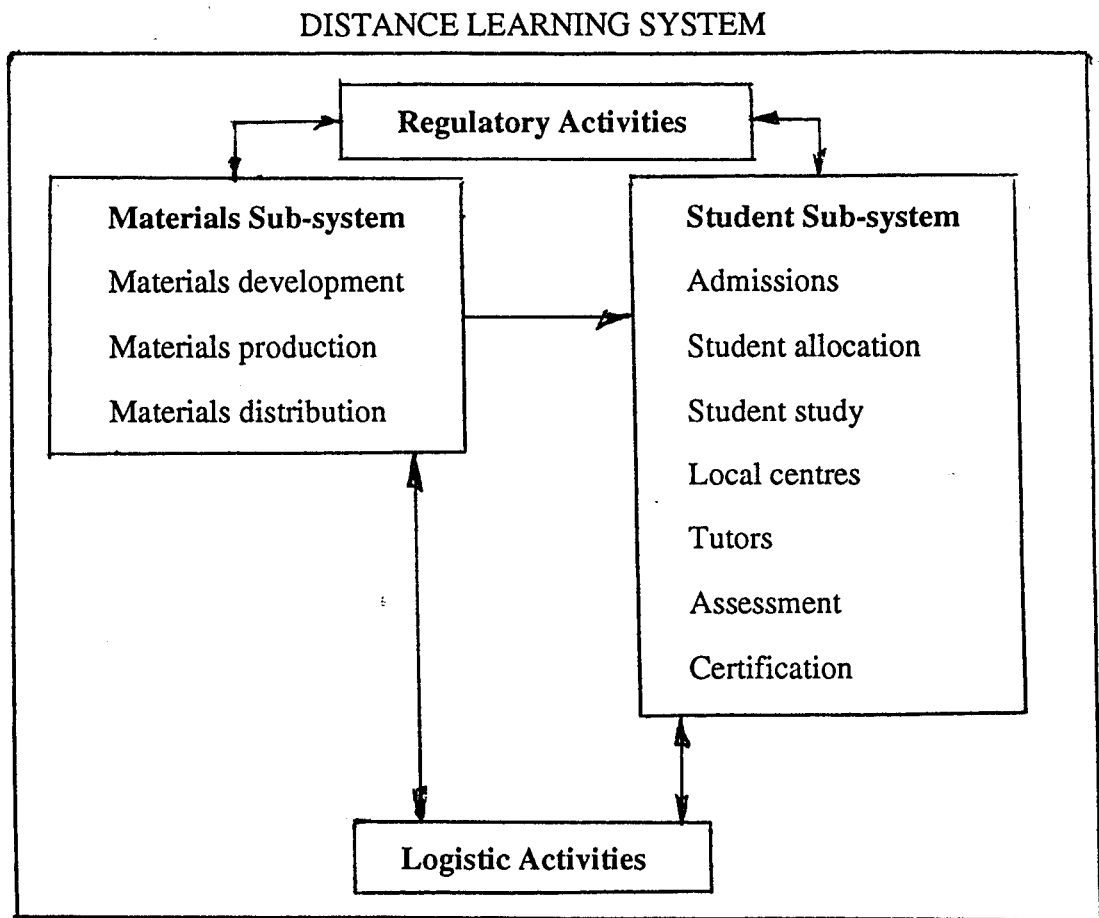 DISTANCE LEARNING SYSTEM
Regulatory Activities
Materials Sub-system
Materials development
Materials production
Materials distribution
Student Sub-system
Admissions
Student allocation
Student study
Local centres
Tutors
Assessment
Certification
Logistic Activities